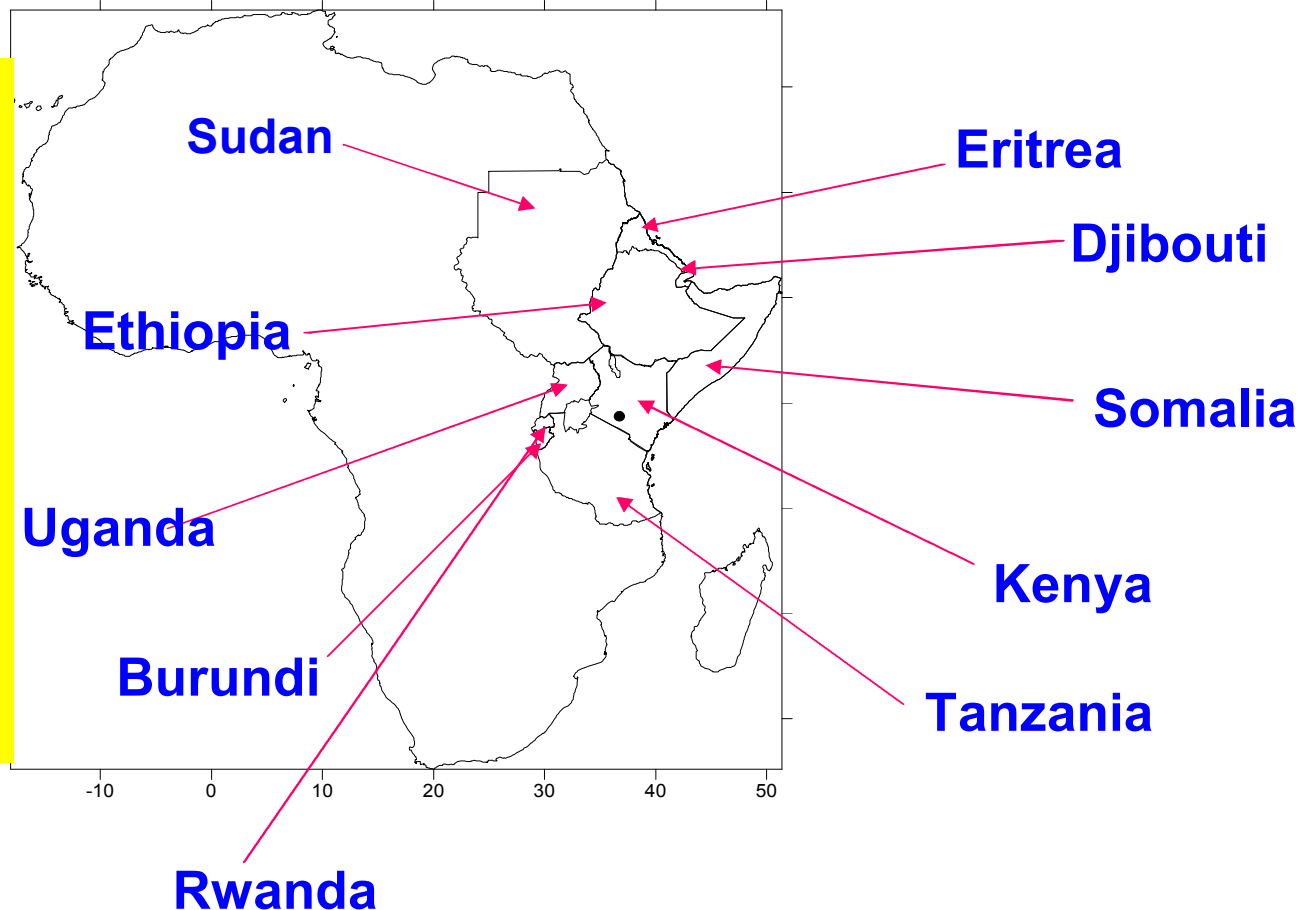 Sudan
Eritrea
Djibouti
Ethiopia
Somalia
Uganda
Kenya
Burundi
Tanzania
-10 0 10 20 30 40 50
Rwanda